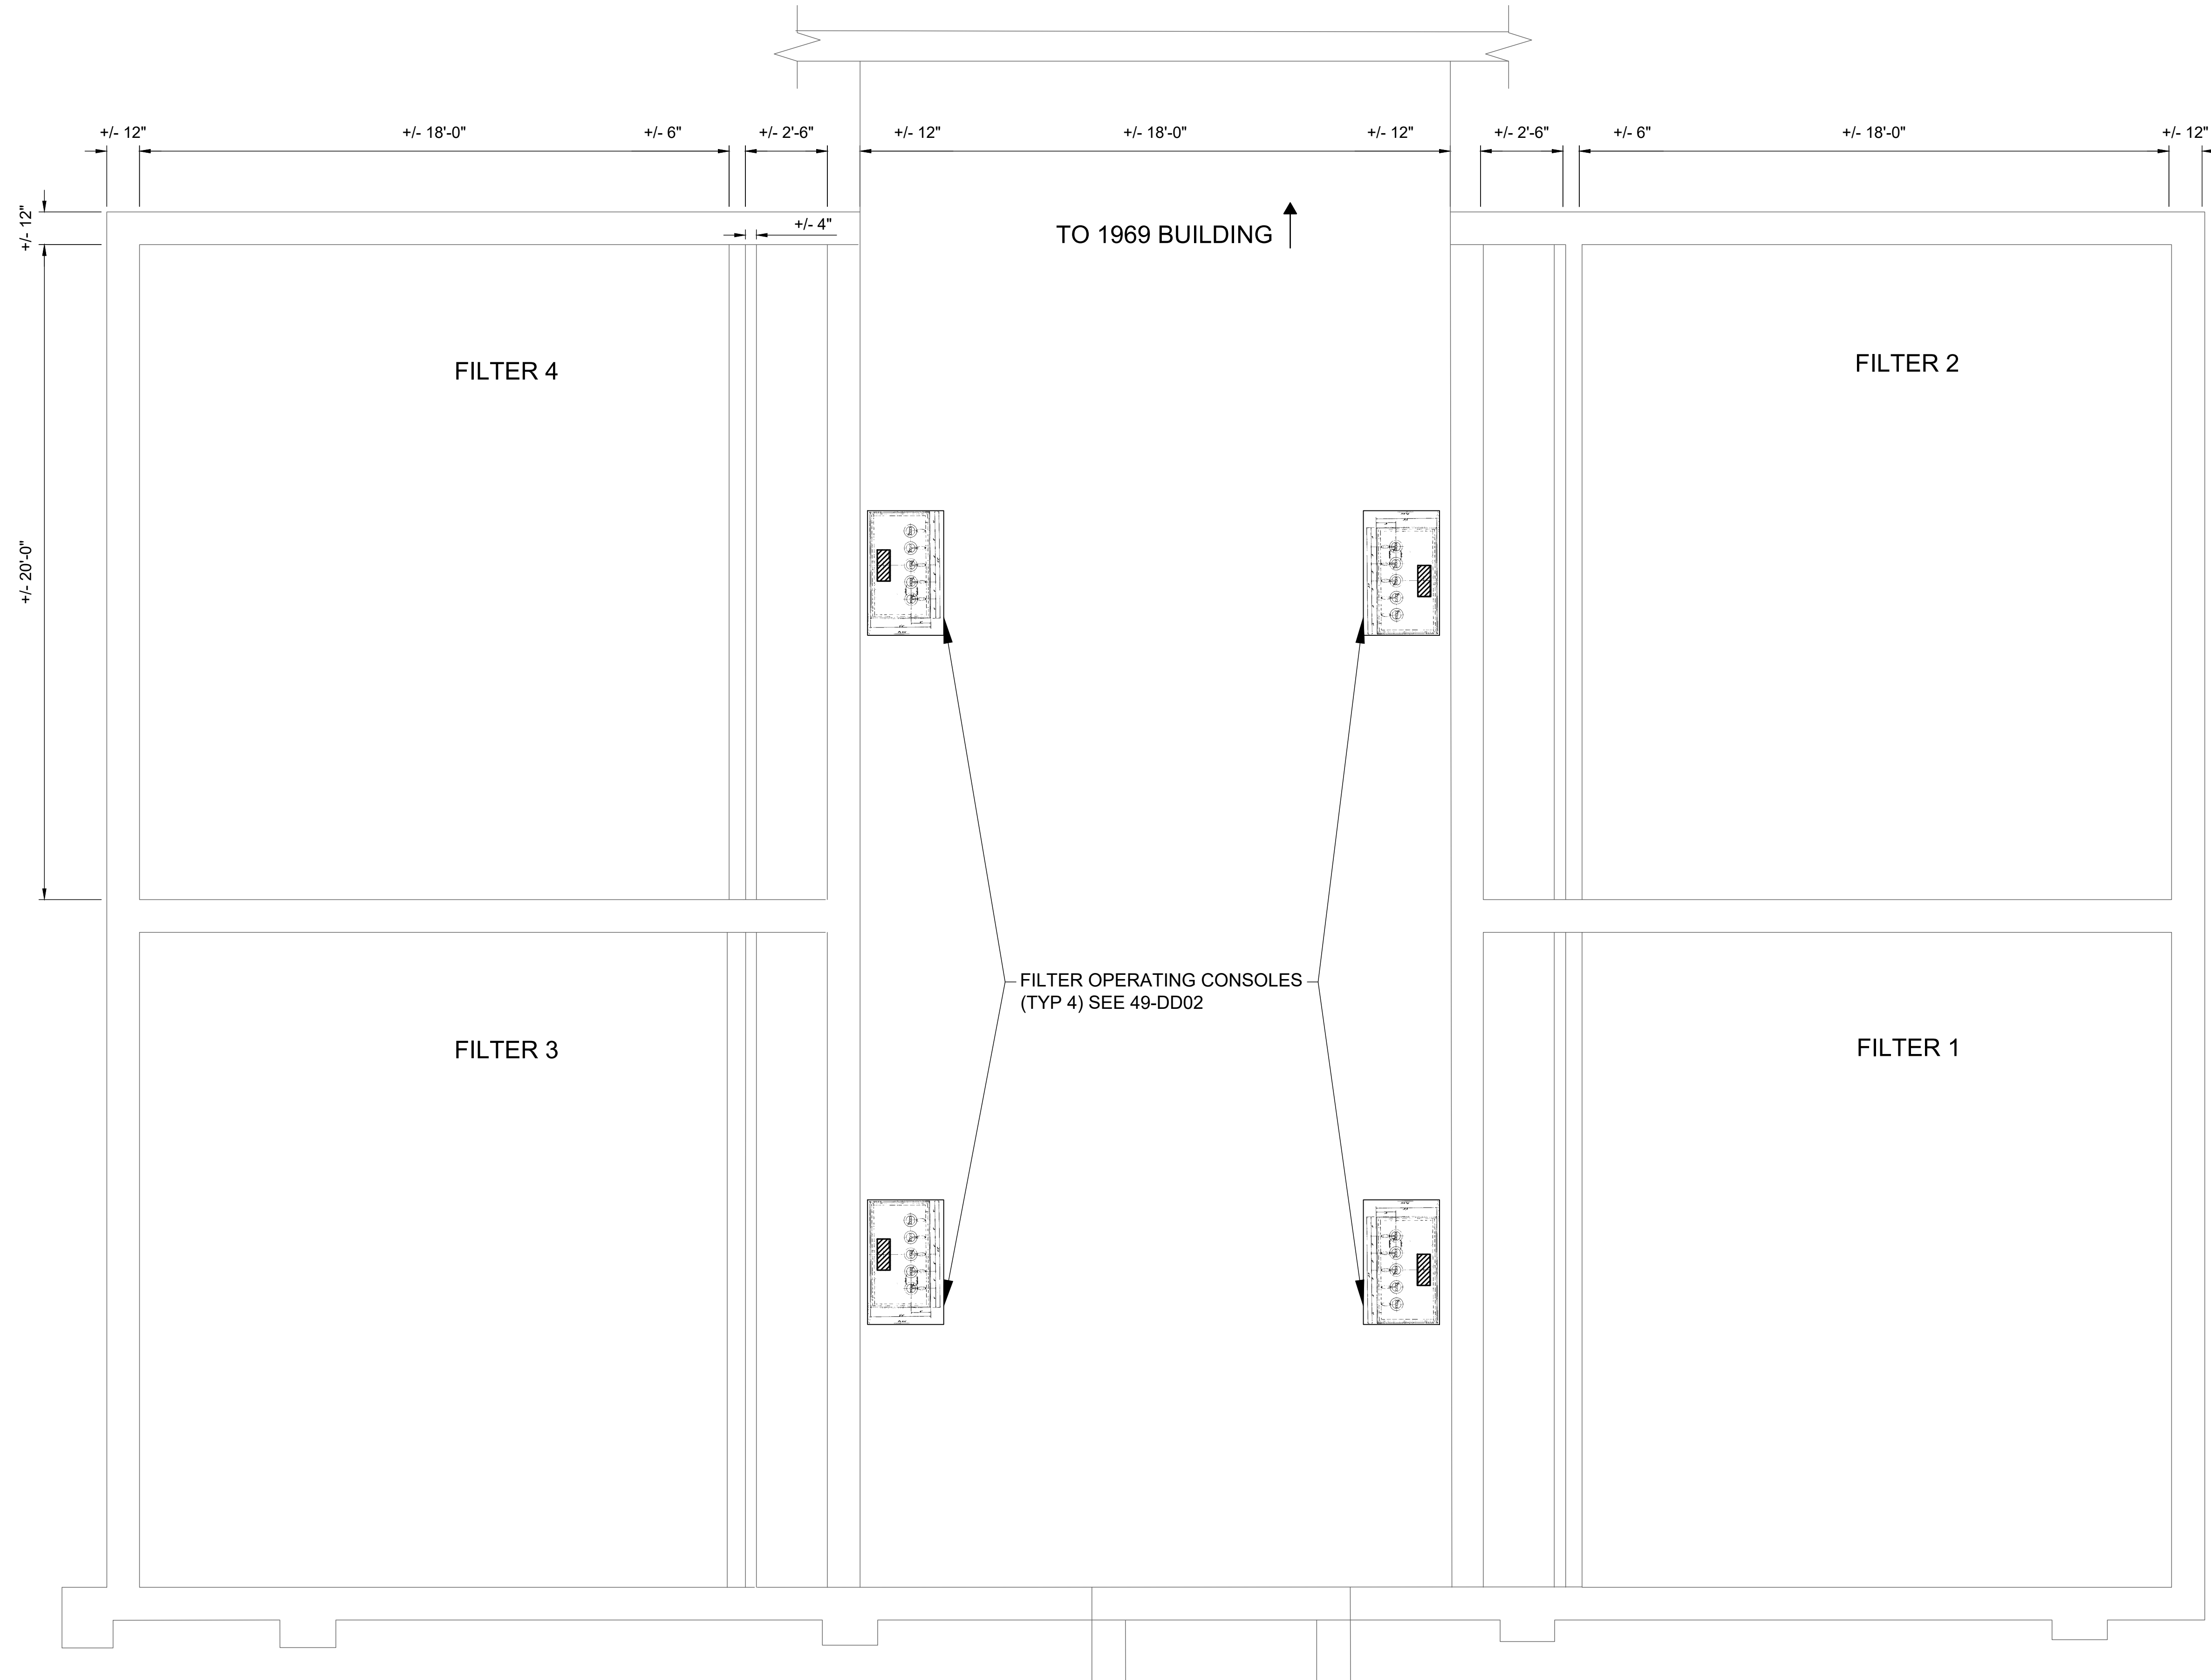 +/- 12"
+/- 18'-0"
+/- 6"
+/- 2'-6"
+/- 12"
+/- 18'-0"
+/- 12"
+/- 2'-6"
+/- 6"
+/- 18'-0"
+/- 12"
+/- 12"
+/- 4"
TO 1969 BUILDING
FILTER 4
FILTER 2
+/- 20'-0"
FILTER OPERATING CONSOLES
(TYP 4) SEE 49-DD02
FILTER 3
FILTER 1